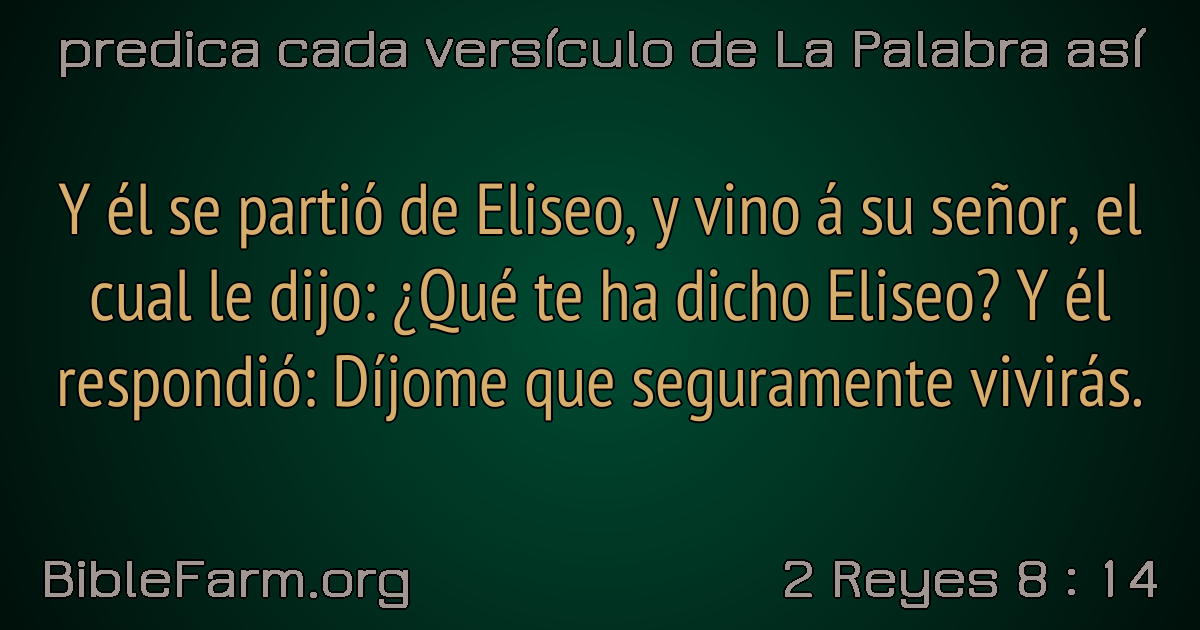 predica cada versículo de La Palabra así
Y él se partió de Eliseo, y vino á su señor, el
cual le dijo: ¿Qué te ha dicho Eliseo? Y él
respondió: Díjome que seguramente vivirás.
BibleFarm.org
2 Reyes 8 : 14